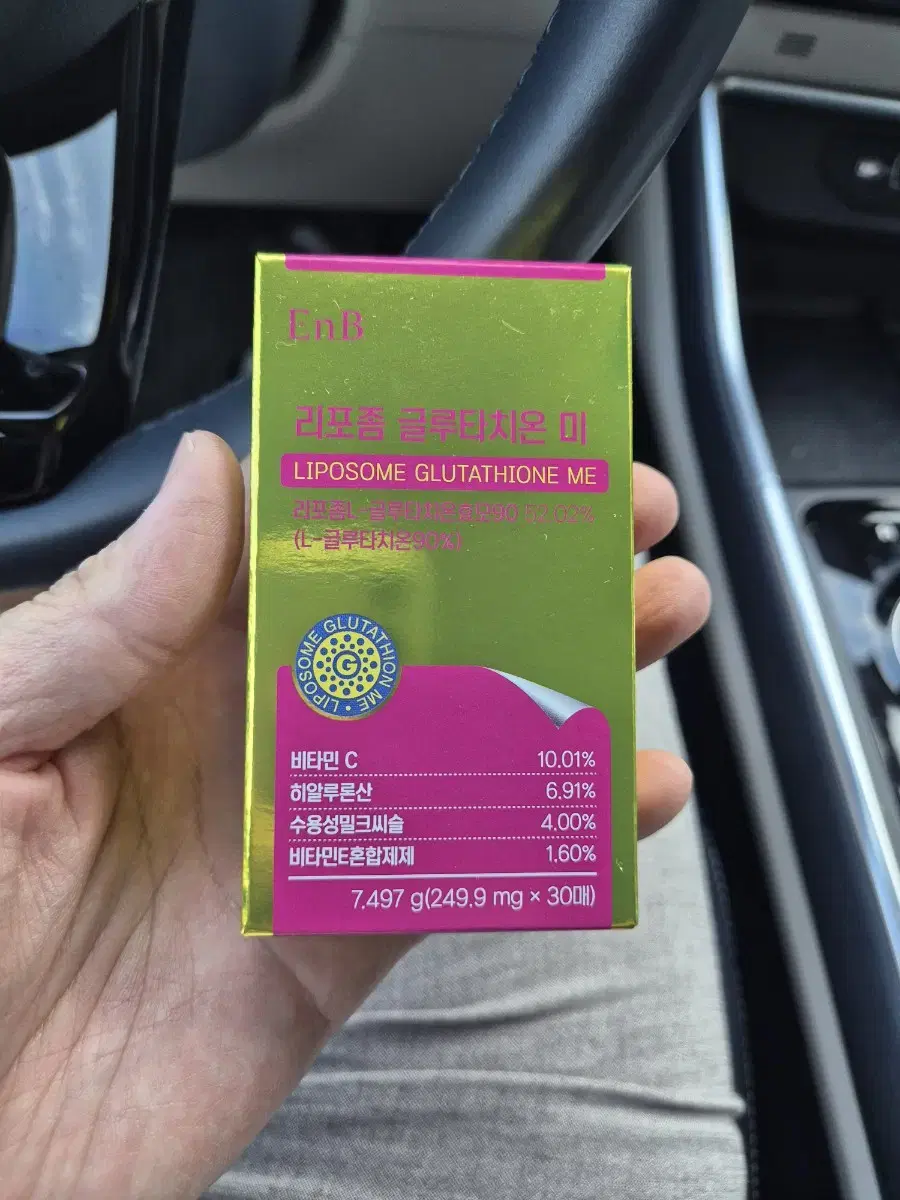 EnB
리포좀 글루타치온 미
LIPOSOME GLUTATHIONE ME
리포좀L-글루타치온효모90 52.02%
(L-글루타치온90%)
LIPOSOME GLUTATHION ME
G
비타민 C 10.01%
히알루론산 6.91%
수용성밀크씨슬 4.00%
비타민E혼합제제 1.60%
7.497 g(249.9 mg × 30매)